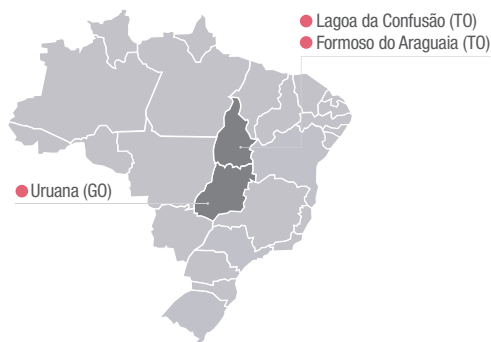 Lagoa da Confusão (TO)
Formoso do Araguaia (TO)
Uruana (GO)